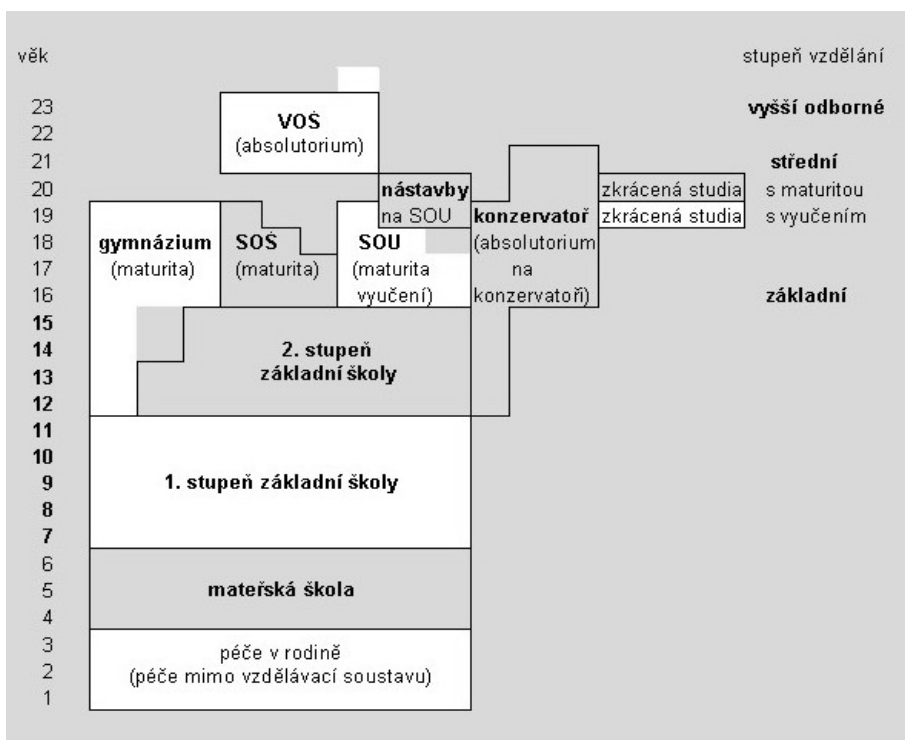 věk stupeň vzdělání
23 vyšší odborné
VOŠ
22
(absolutorium)
21 střední
20 nástavby zkrácená studia s maturitou
19 na SOU konzervatoř zkrácená studia s vyučením
18 gymnázium SOŠ SOU (absolutorium
17 (maturita) (maturita) (maturita na
16 vyučení) konzervatoři) základní
15
14 2. stupeň
13 základní školy
12
11
10
9 1. stupeň základní školy
8
7
6
5 mateřská škola
4
3 péče v rodině
2 (péče mimo vzdělávací soustavu)
1